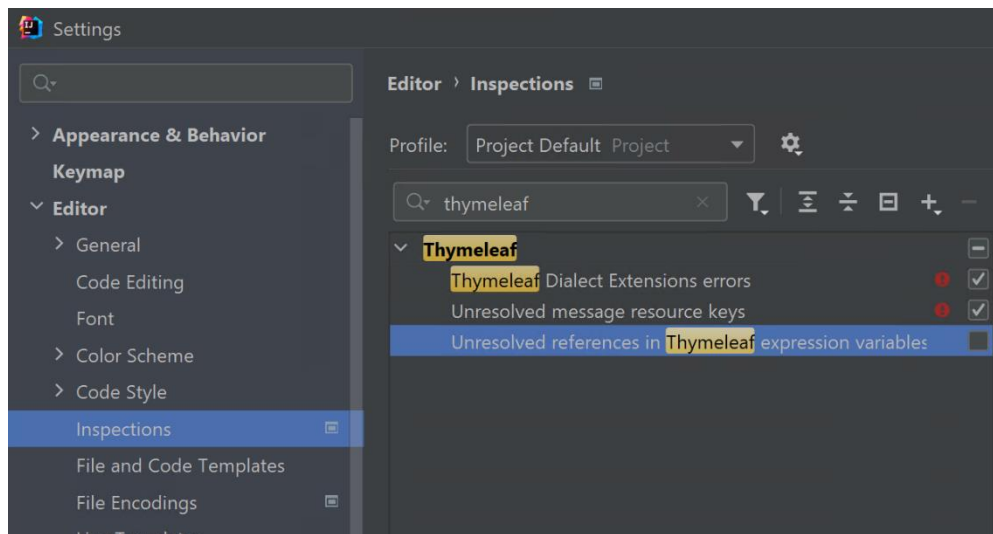 Settings
Editor › Inspections
Appearance & Behavior
Keymap
Editor
General
Code Editing
Font
Color Scheme
Code Style
Inspections
File and Code Templates
File Encodings
Profile: Project Default Project
thymeleaf
Thymeleaf
Thymeleaf Dialect Extensions errors
Unresolved message resource keys
Unresolved references in Thymeleaf expression variables